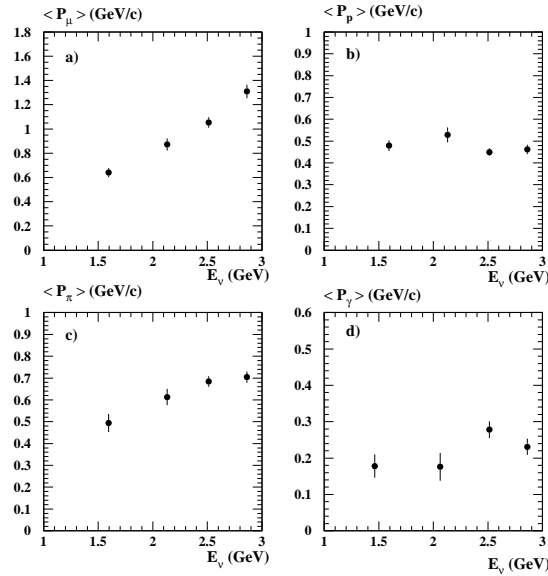 < P_μ > (GeV/c)
a)
1.8
1.6
1.4
1.2
1
0.8
0.6
0.4
0.2
0
1 1.5 2 2.5 3
E_ν (GeV)
< P_p > (GeV/c)
b)
1
0.9
0.8
0.7
0.6
0.5
0.4
0.3
0.2
0.1
0
1 1.5 2 2.5 3
E_ν (GeV)
< P_π > (GeV/c)
c)
1
0.9
0.8
0.7
0.6
0.5
0.4
0.3
0.2
0.1
0
1 1.5 2 2.5 3
E_ν (GeV)
< P_γ > (GeV/c)
d)
0.6
0.5
0.4
0.3
0.2
0.1
0
1 1.5 2 2.5 3
E_ν (GeV)